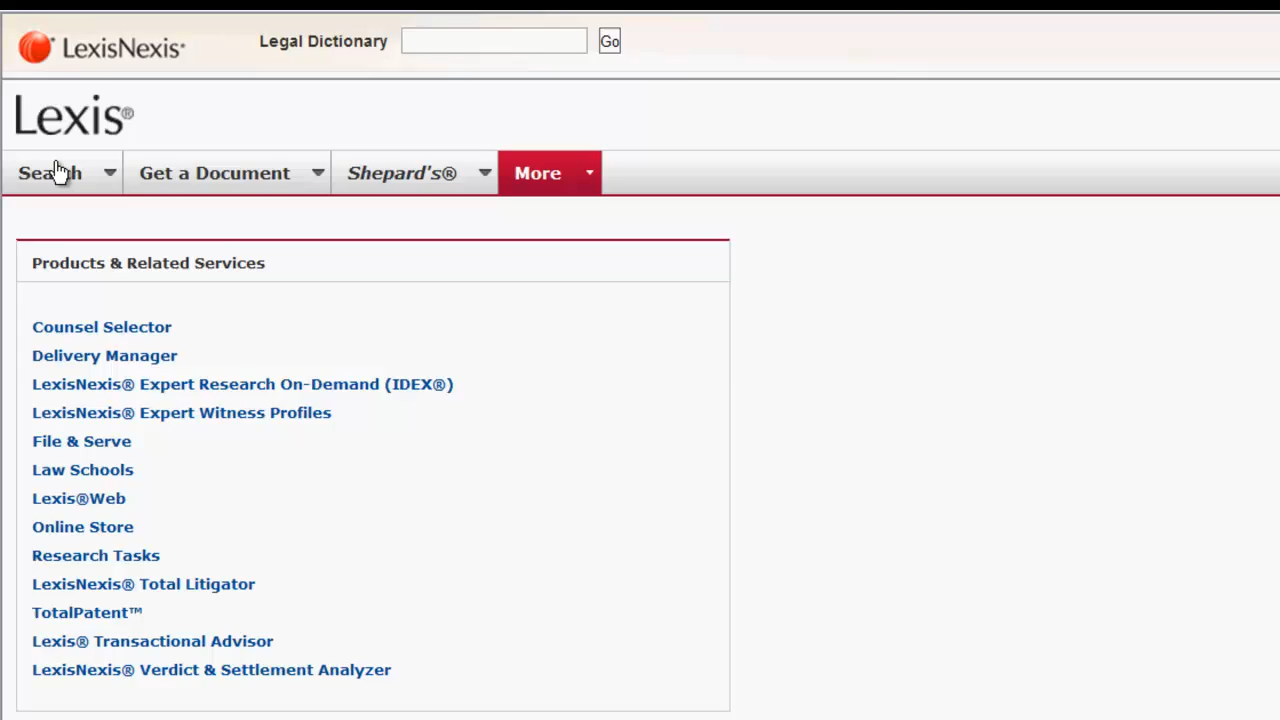 LexisNexis® Legal Dictionary Go
Lexis®
Search Get a Document Shepard's® More
Products & Related Services
Counsel Selector
Delivery Manager
LexisNexis® Expert Research On-Demand (IDEX®)
LexisNexis® Expert Witness Profiles
File & Serve
Law Schools
Lexis®Web
Online Store
Research Tasks
LexisNexis® Total Litigator
TotalPatent™
Lexis® Transactional Advisor
LexisNexis® Verdict & Settlement Analyzer